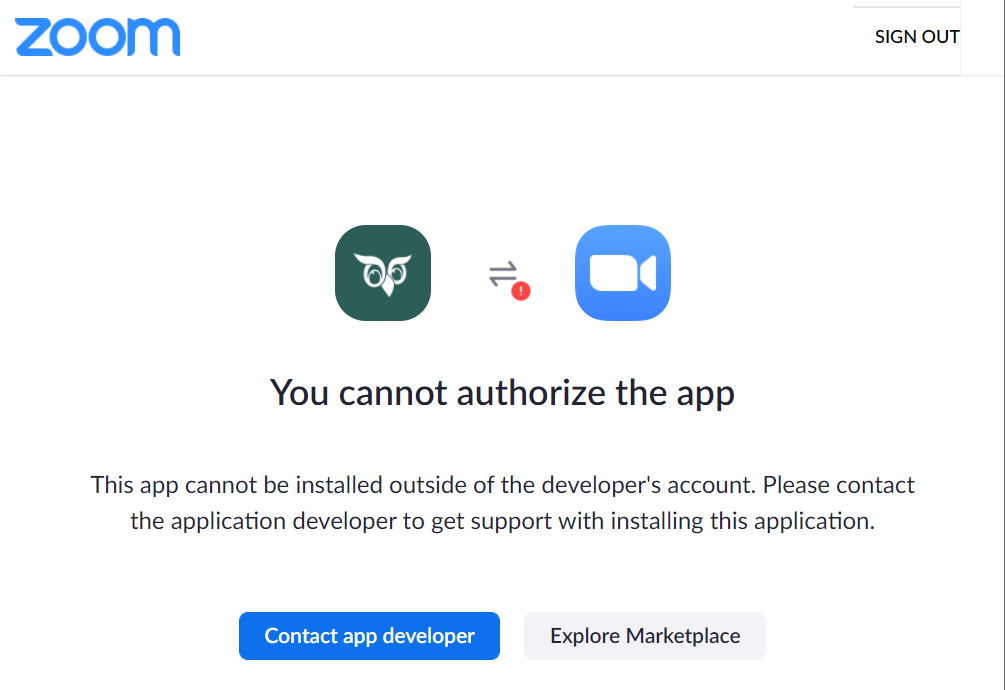 zoom
SIGN OUT
You cannot authorize the app
This app cannot be installed outside of the developer's account. Please contact
the application developer to get support with installing this application.
Contact app developer
Explore Marketplace